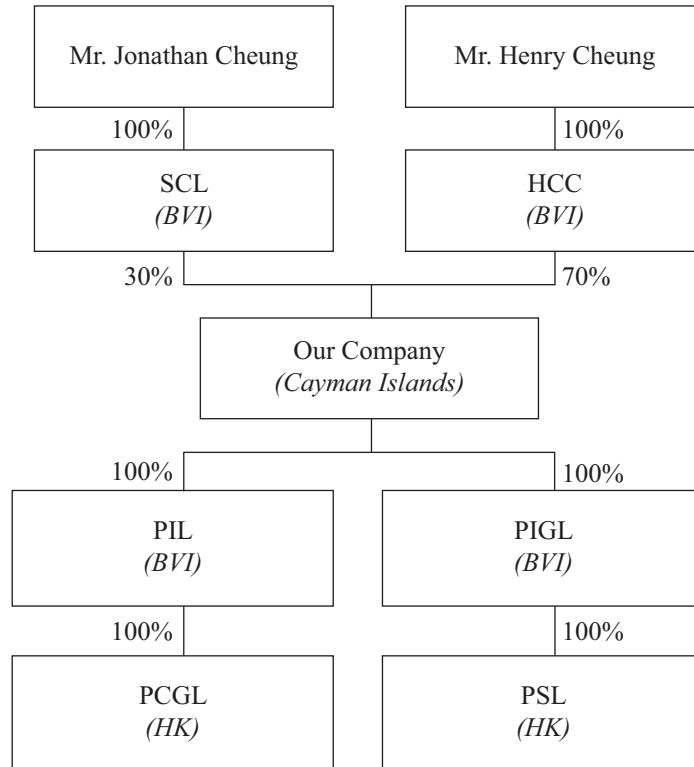 Mr. Jonathan Cheung
Mr. Henry Cheung
100%
100%
SCL
(BVI)
HCC
(BVI)
30%
70%
Our Company
(Cayman Islands)
100%
100%
PIL
(BVI)
PIGL
(BVI)
100%
100%
PCGL
(HK)
PSL
(HK)